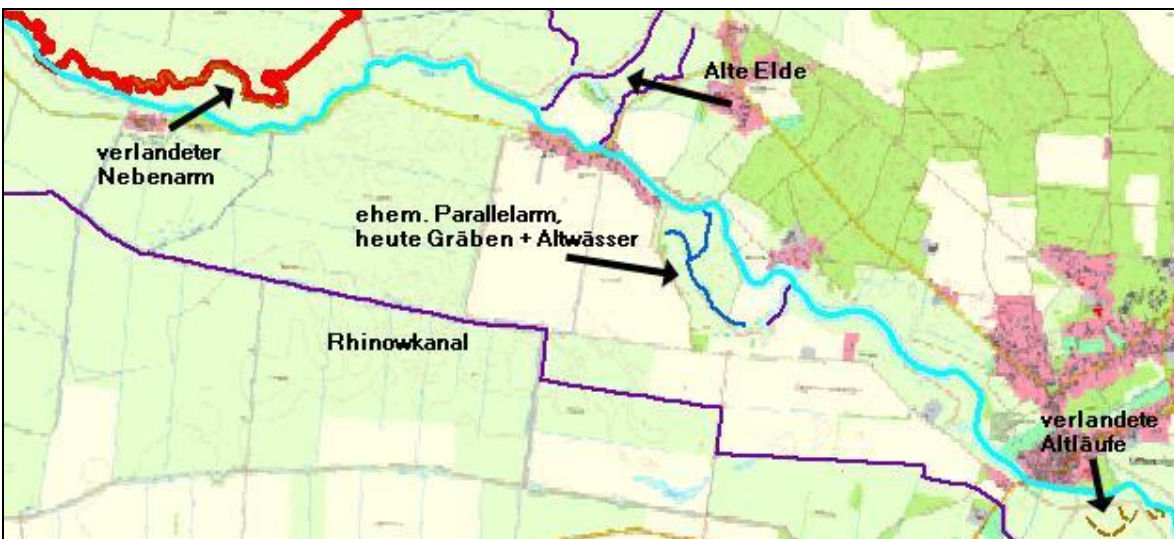 Alte Elde
verlandeter
Nebenarm
ehem. Parallelarm,
heute Gräben + Altwässer
Rhinowkanal
verlandete
Altläufe